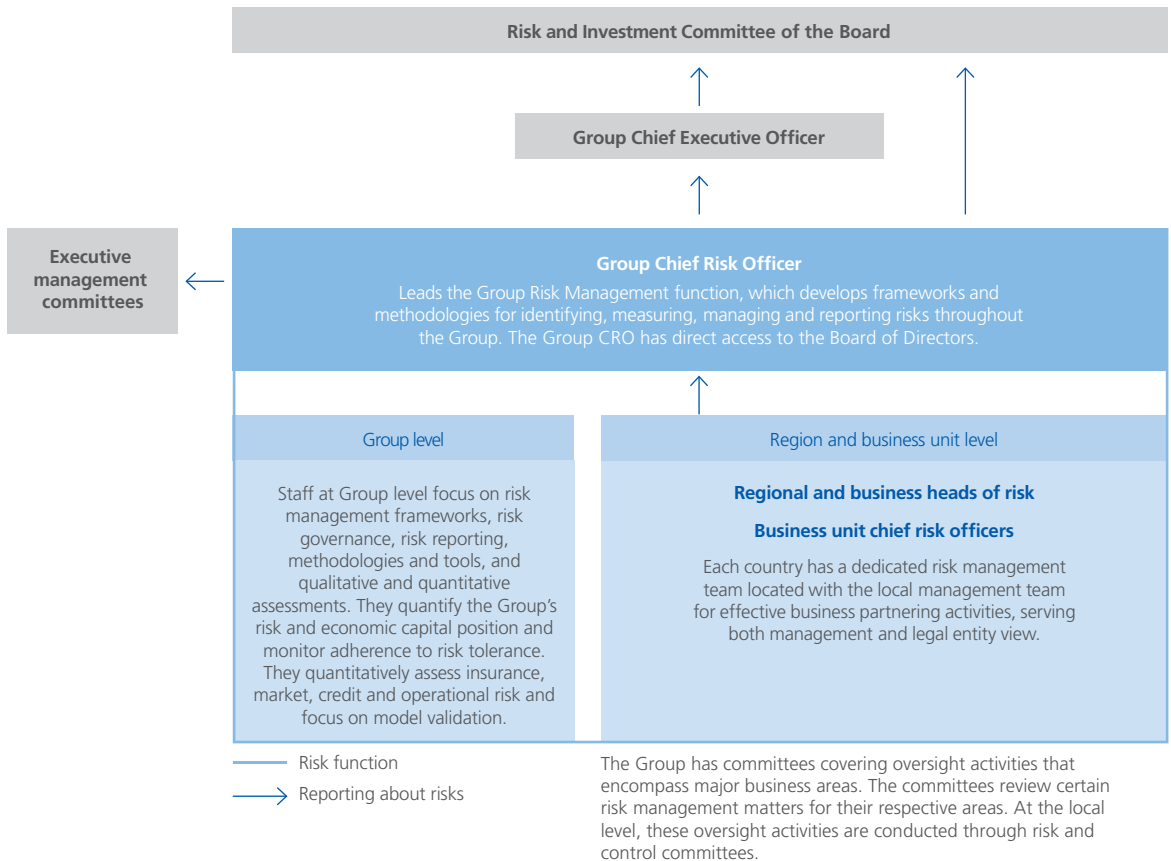 Risk and Investment Committee of the Board
Group Chief Executive Officer
Executive
management
committees
Group Chief Risk Officer
Leads the Group Risk Management function, which develops frameworks and
methodologies for identifying, measuring, managing and reporting risks throughout
the Group. The Group CRO has direct access to the Board of Directors.
Group level
Staff at Group level focus on risk
management frameworks, risk
governance, risk reporting,
methodologies and tools, and
qualitative and quantitative
assessments. They quantify the Group’s
risk and economic capital position and
monitor adherence to risk tolerance.
They quantitatively assess insurance,
market, credit and operational risk and
focus on model validation.
Region and business unit level
Regional and business heads of risk
Business unit chief risk officers
Each country has a dedicated risk management
team located with the local management team
for effective business partnering activities, serving
both management and legal entity view.
Risk function
Reporting about risks
The Group has committees covering oversight activities that
encompass major business areas. The committees review certain
risk management matters for their respective areas. At the local
level, these oversight activities are conducted through risk and
control committees.